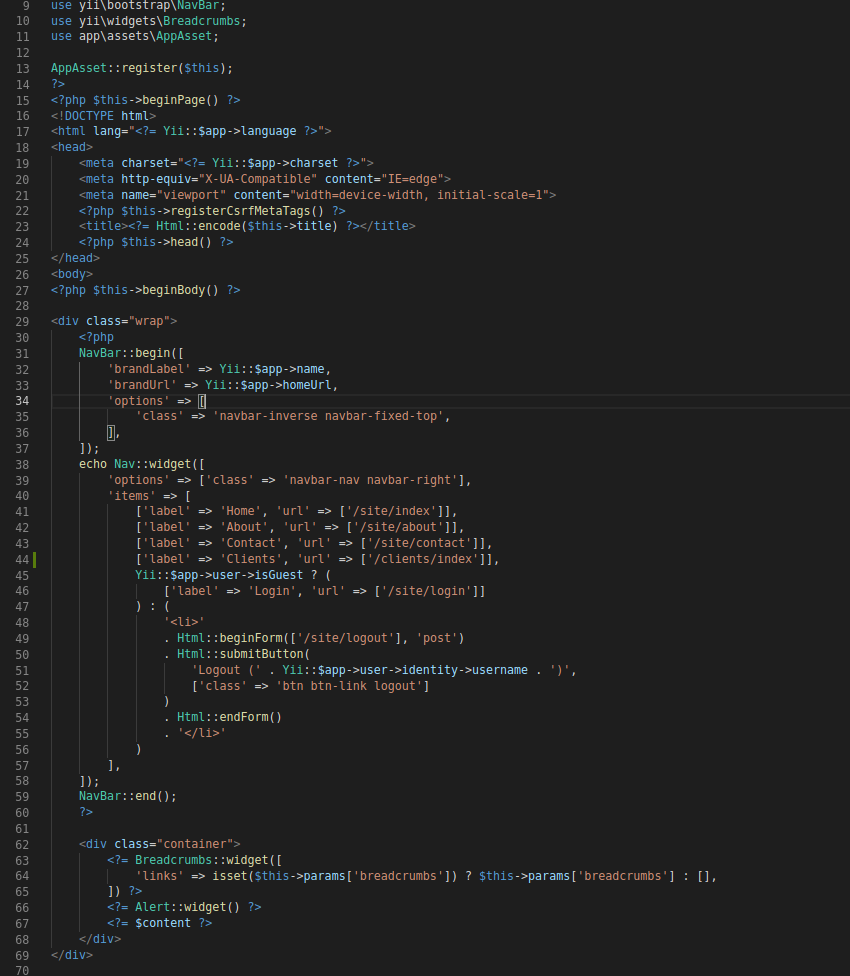 9 use yii\bootstrap\NavBar;
10 use yii\widgets\Breadcrumbs;
11 use app\assets\AppAsset;
12
13 AppAsset::register($this);
14 ?>
15 <?php $this->beginPage() ?>
16 <!DOCTYPE html>
17 <html lang="<?= Yii::$app->language ?>">
18 <head>
19     <meta charset="<?= Yii::$app->charset ?>">
20     <meta http-equiv="X-UA-Compatible" content="IE=edge">
21     <meta name="viewport" content="width=device-width, initial-scale=1">
22     <?php $this->registerCsrfMetaTags() ?>
23     <title><?= Html::encode($this->title) ?></title>
24     <?php $this->head() ?>
25 </head>
26 <body>
27 <?php $this->beginBody() ?>
28
29 <div class="wrap">
30     <?php
31     NavBar::begin([
32         'brandLabel' => Yii::$app->name,
33         'brandUrl' => Yii::$app->homeUrl,
34         'options' => [
35             'class' => 'navbar-inverse navbar-fixed-top',
36         ],
37     ]);
38     echo Nav::widget([
39         'options' => ['class' => 'navbar-nav navbar-right'],
40         'items' => [
41             ['label' => 'Home', 'url' => ['/site/index']],
42             ['label' => 'About', 'url' => ['/site/about']],
43             ['label' => 'Contact', 'url' => ['/site/contact']],
44             ['label' => 'Clients', 'url' => ['/clients/index']],
45             Yii::$app->user->isGuest ? (
46                 ['label' => 'Login', 'url' => ['/site/login']]
47             ) : (
48                 '<li>'
49                 . Html::beginForm(['/site/logout'], 'post')
50                 . Html::submitButton(
51                     'Logout (' . Yii::$app->user->identity->username . ')',
52                     ['class' => 'btn btn-link logout']
53                 )
54                 . Html::endForm()
55                 . '</li>'
56             )
57         ],
58     ]);
59     NavBar::end();
60     ?>
61
62     <div class="container">
63         <?= Breadcrumbs::widget([
64             'links' => isset($this->params['breadcrumbs']) ? $this->params['breadcrumbs'] : [],
65         ]) ?>
66         <?= Alert::widget() ?>
67         <?= $content ?>
68     </div>
69 </div>
70